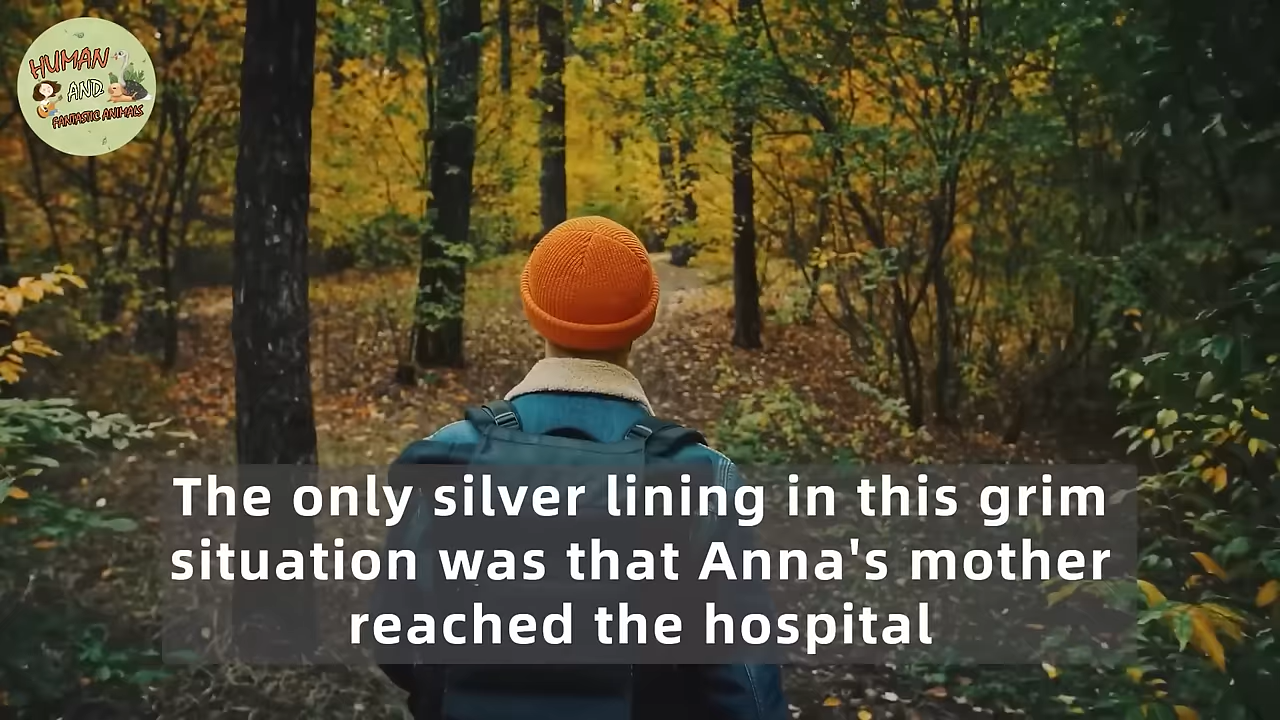 HUMAN
AND
FANTASTIC ANIMALS
The only silver lining in this grim
situation was that Anna's mother
reached the hospital